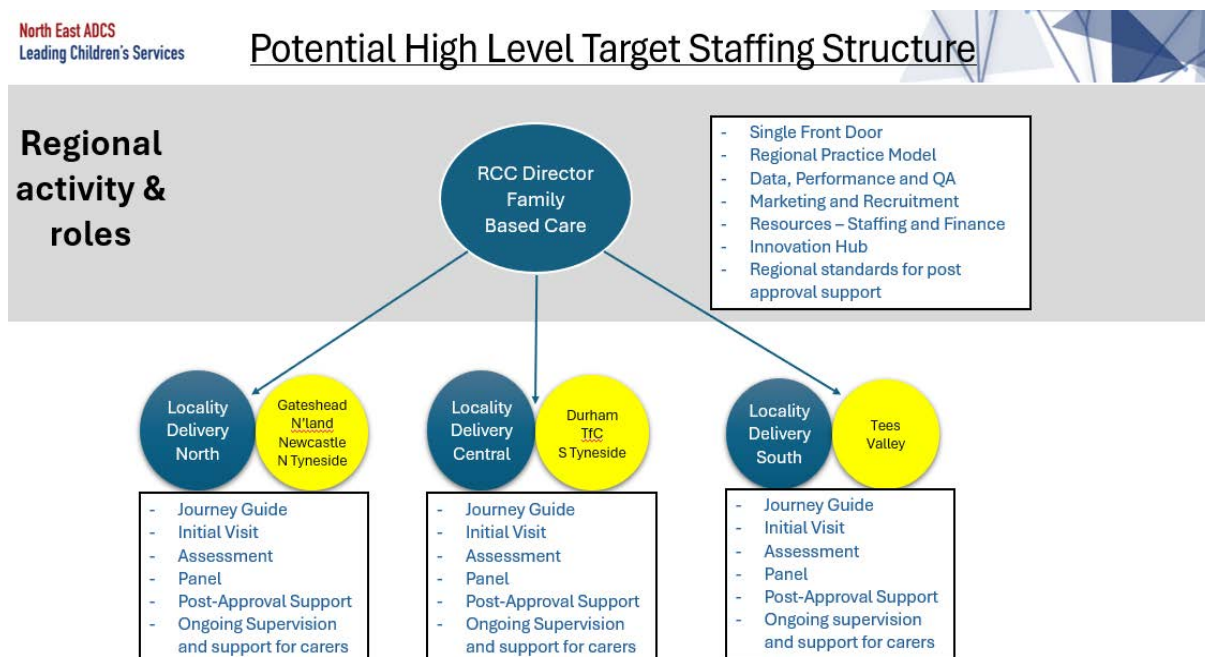 North East ADCS
Leading Children's Services
Potential High Level Target Staffing Structure
Regional
activity &
roles
RCC Director
Family
Based Care
- Single Front Door
- Regional Practice Model
- Data, Performance and QA
- Marketing and Recruitment
- Resources – Staffing and Finance
- Innovation Hub
- Regional standards for post
approval support
Locality
Delivery
North
Gateshead
N'land
Newcastle
N Tyneside
- Journey Guide
- Initial Visit
- Assessment
- Panel
- Post-Approval Support
- Ongoing Supervision
and support for carers
Locality
Delivery
Central
Durham
TfC
S Tyneside
- Journey Guide
- Initial Visit
- Assessment
- Panel
- Post-Approval Support
- Ongoing Supervision
and support for carers
Locality
Delivery
South
Tees
Valley
- Journey Guide
- Initial Visit
- Assessment
- Panel
- Post-Approval Support
- Ongoing supervision
and support for carers